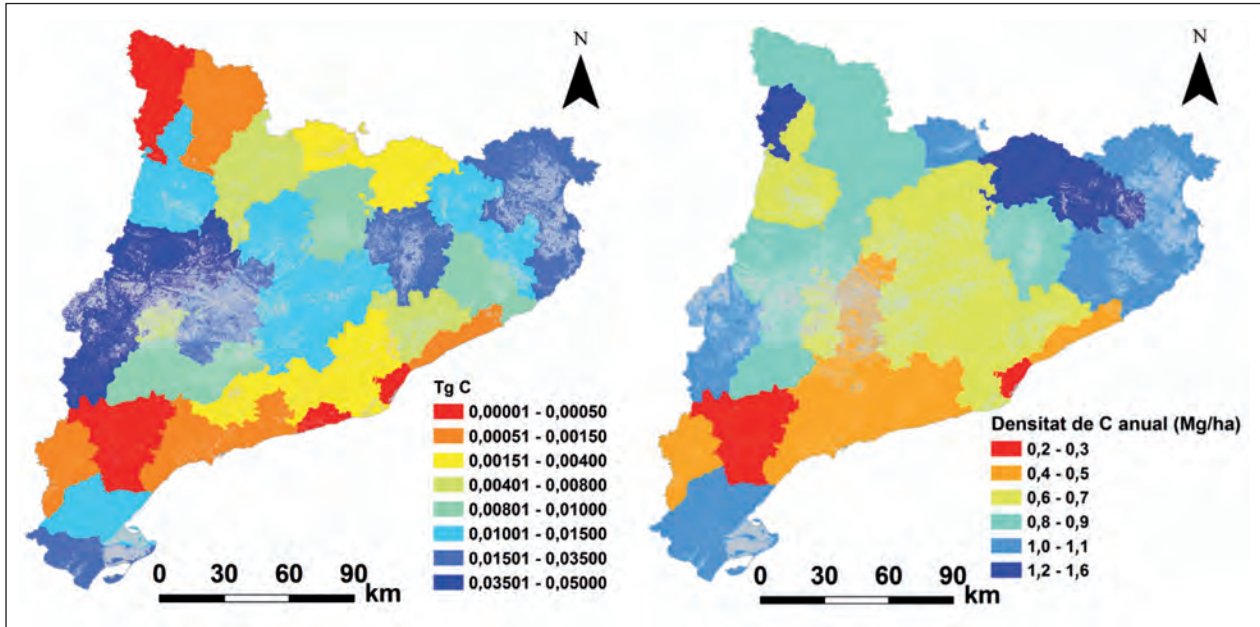 N
Tg C
0,00001 - 0,00050
0,00051 - 0,00150
0,00151 - 0,00400
0,00401 - 0,00800
0,00801 - 0,01000
0,01001 - 0,01500
0,01501 - 0,03500
0,03501 - 0,05000
0 30 60 90
km
N
Densitat de C anual (Mg/ha)
0,2 - 0,3
0,4 - 0,5
0,6 - 0,7
0,8 - 0,9
1,0 - 1,1
1,2 - 1,6
0 30 60 90
km